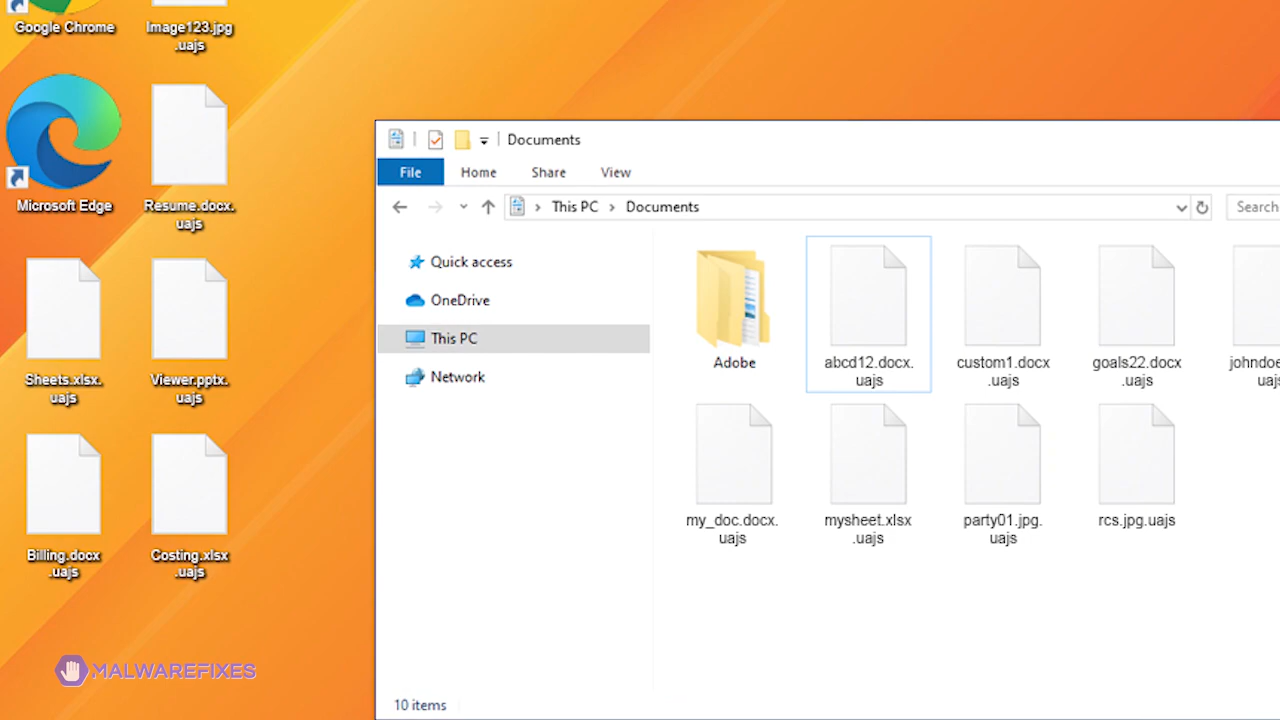 Google Chrome
Image123.jpg
.uajs
Microsoft Edge
Resume.docx.
uajs
Sheets.xlsx.
uajs
Viewer.pptx.
uajs
Billing.docx
.uajs
Costing.xlsx
.uajs
MALWAREFIXES
Documents
File Home Share View
This PC Documents
Search
Quick access
OneDrive
This PC
Network
Adobe
abcd12.docx.
uajs
custom1.docx
.uajs
goals22.docx
.uajs
johndoe
uajs
my_doc.docx.
uajs
mysheet.xlsx
.uajs
party01.jpg.
uajs
rcs.jpg.uajs
10 items